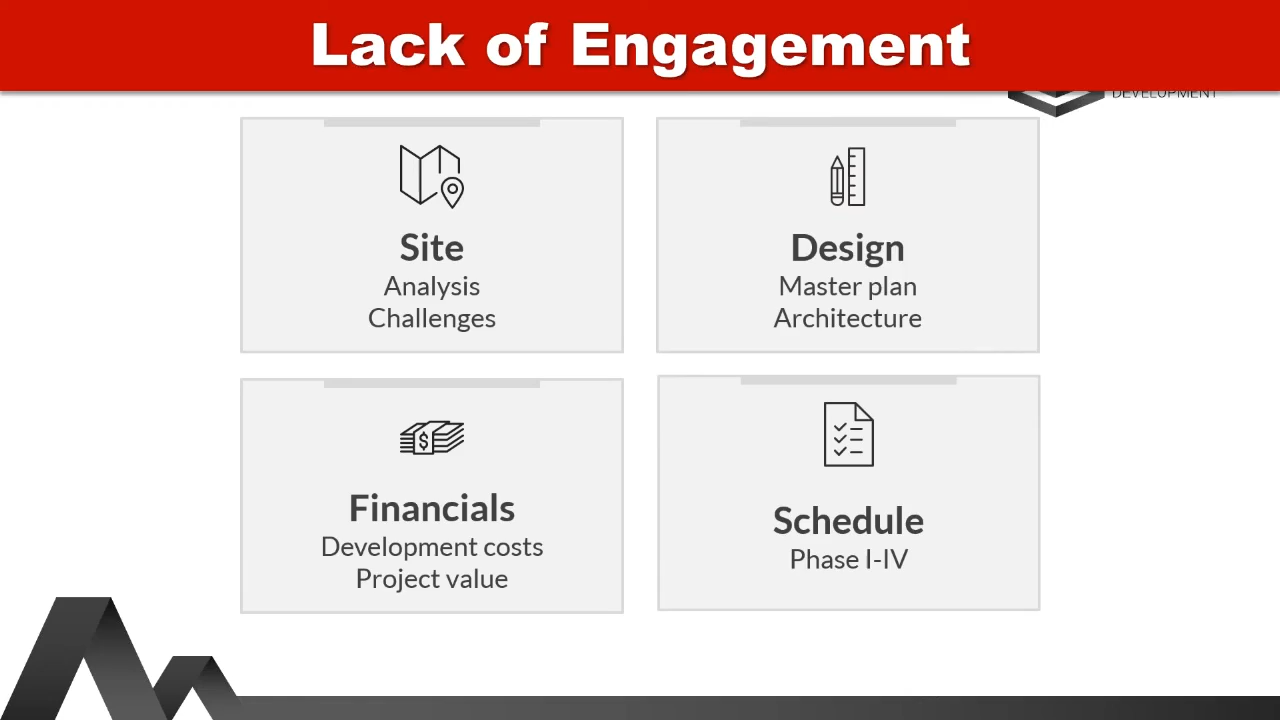 Lack of Engagement
DEVELOPMENT
Site
Analysis
Challenges
Design
Master plan
Architecture
$
Financials
Development costs
Project value
Schedule
Phase I-IV